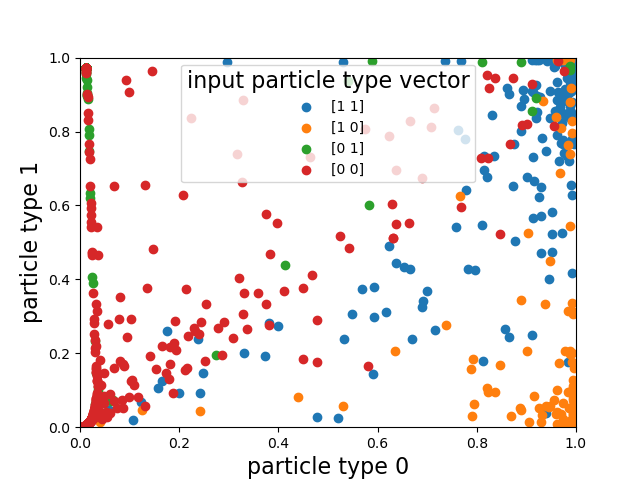 1.0
0.8
0.6
0.4
0.2
0.0
particle type 1
input particle type vector
[1 1]
[1 0]
[0 1]
[0 0]
0.0 0.2 0.4 0.6 0.8 1.0
particle type 0